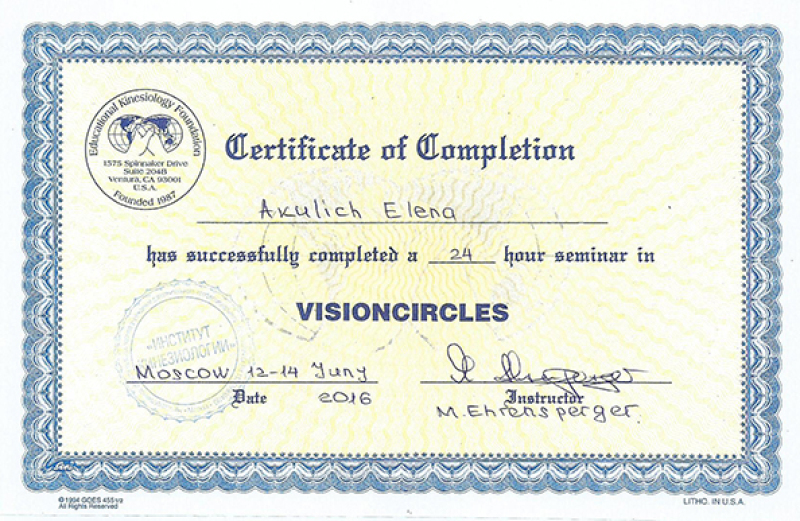 Educational Kinesiology Foundation
1575 Spinnaker Drive
Suite 204B
Ventura, CA 93001
U.S.A.
Founded 1987
Certificate of Completion
Akulich Elena
has successfully completed a 24 hour seminar in
VISIONCIRCLES
«ИНСТИТУТ
КИНЕЗИОЛОГИИ»
Moscow 12-14 Juny
Date 2016
Instructor
M. Ehrensperger
©1994 GOES 455
All Rights Reserved
LITHO. IN U.S.A.